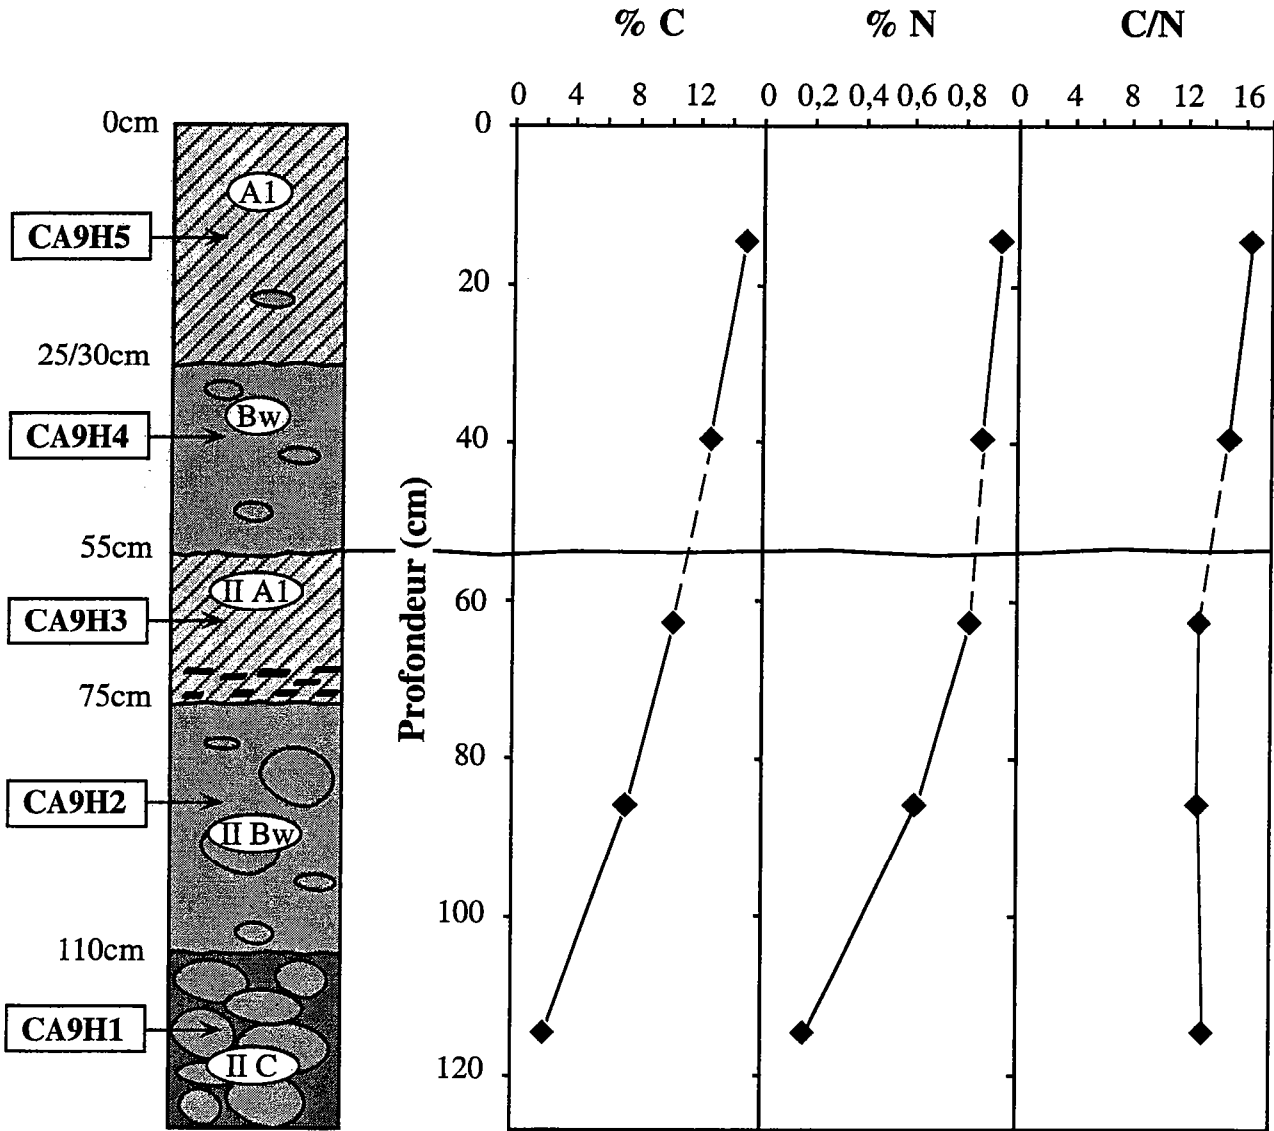 % C % N C/N
0 4 8 12 0 0,2 0,4 0,6 0,8 0 4 8 12 16
0cm
0
A1
CA9H5
20
25/30cm
Bw
CA9H4
40
55cm
Profondeur (cm)
II A1
60
CA9H3
75cm
80
CA9H2
II Bw
100
110cm
CA9H1
II C
120